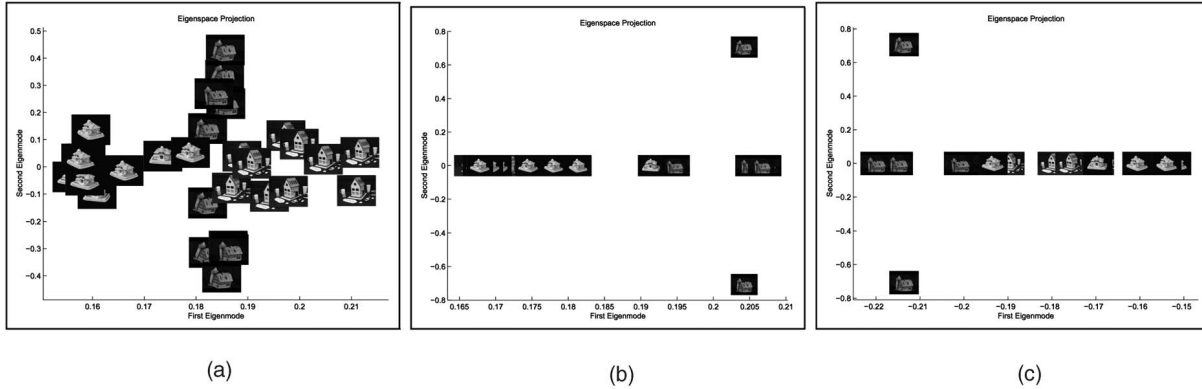 Eigenspace Projection
0.5
0.4
0.3
0.2
0.1
0
−0.1
−0.2
−0.3
−0.4
Second Eigenmode
0.16 0.17 0.18 0.19 0.2 0.21
First Eigenmode
(a)
Eigenspace Projection
0.8
0.6
0.4
0.2
0
−0.2
−0.4
−0.6
−0.8
Second Eigenmode
0.165 0.17 0.175 0.18 0.185 0.19 0.195 0.2 0.205 0.21
First Eigenmode
(b)
Eigenspace Projection
0.8
0.6
0.4
0.2
0
−0.2
−0.4
−0.6
−0.8
Second Eigenmode
−0.22 −0.21 −0.2 −0.19 −0.18 −0.17 −0.16 −0.15
First Eigenmode
(c)